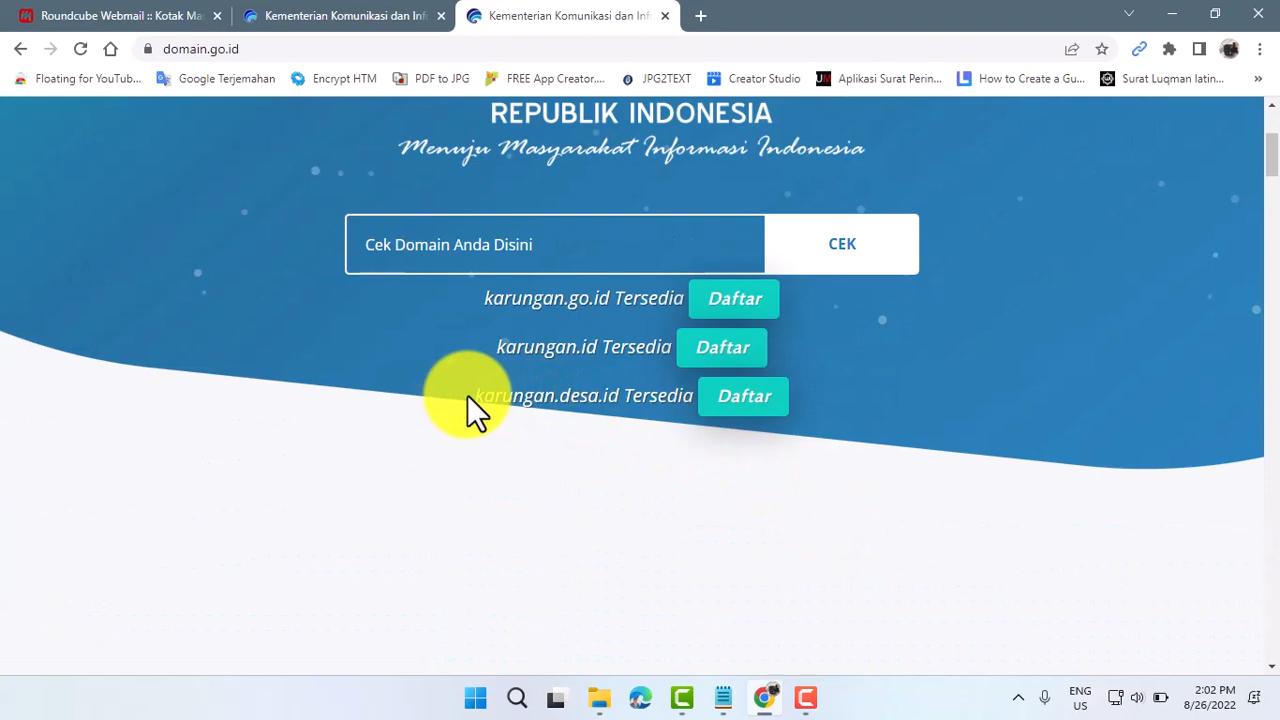 Roundcube Webmail :: Kotak Mas
Kementerian Komunikasi dan Inf
Kementerian Komunikasi dan Inf
domain.go.id
Floating for YouTub...
Google Terjemahan
Encrypt HTM
PDF to JPG
FREE App Creator....
JPG2TEXT
Creator Studio
Aplikasi Surat Perin...
How to Create a Gu...
Surat Luqman latin...
REPUBLIK INDONESIA
Menuju Masyarakat Informasi Indonesia
Cek Domain Anda Disini
CEK
karungan.go.id Tersedia Daftar
karungan.id Tersedia Daftar
karungan.desa.id Tersedia Daftar
ENG
US
2:02 PM
8/26/2022